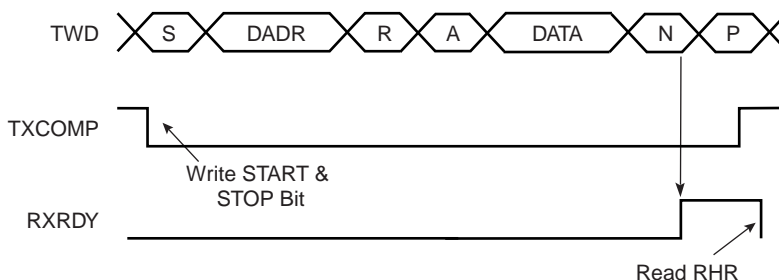 TWD S DADR R A DATA N P
TXCOMP
Write START &
STOP Bit
RXRDY
Read RHR